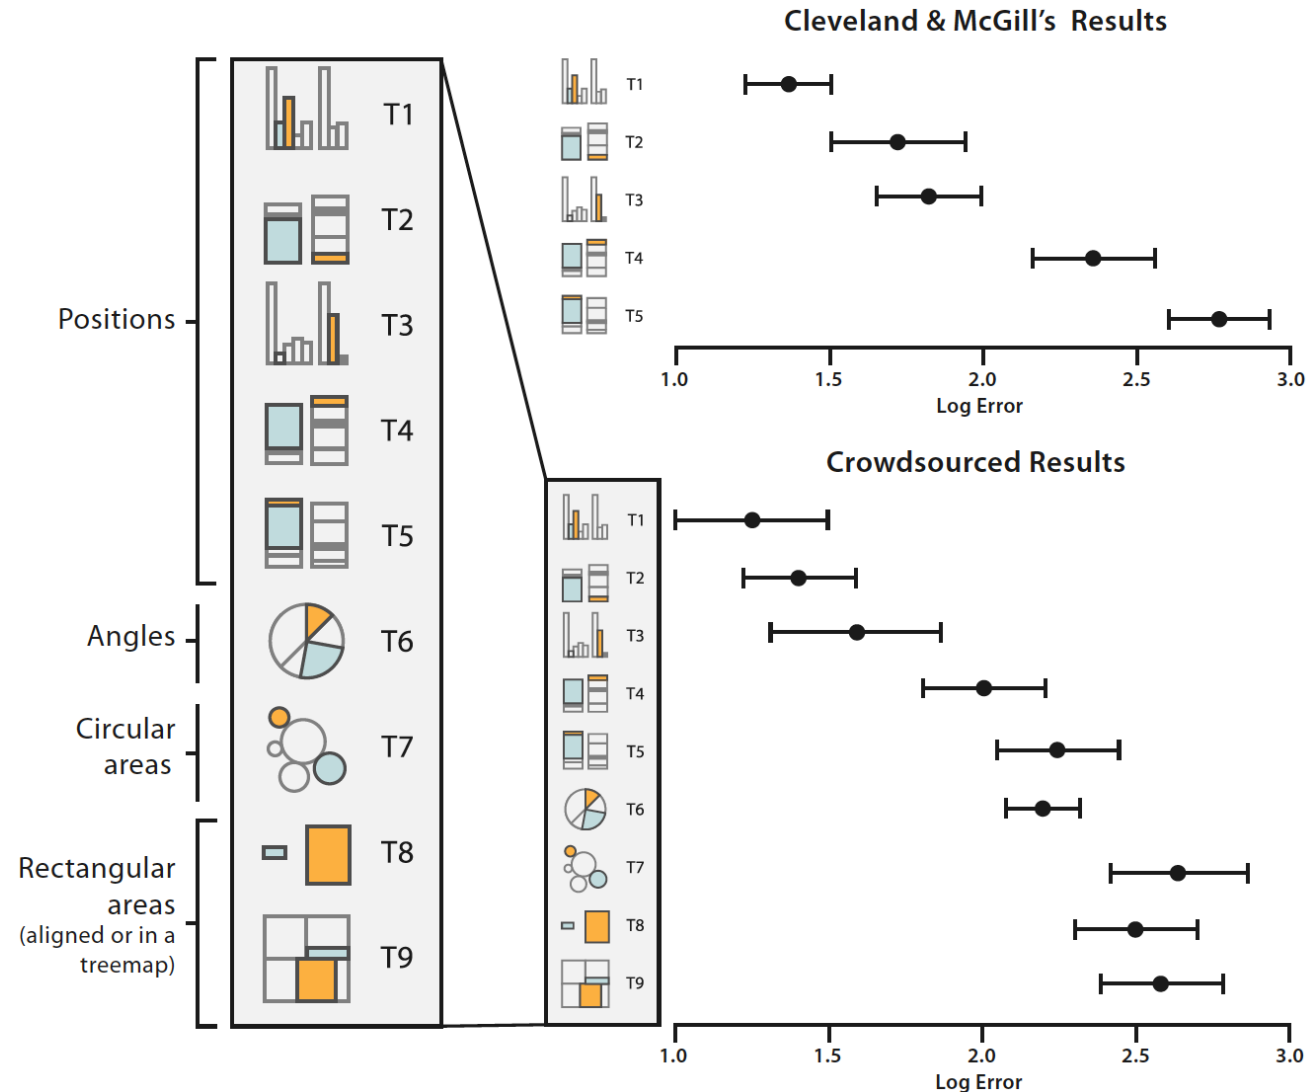 Cleveland & McGill's  Results
Positions
T1
T2
T3
T4
T5
Angles
T6
Circular
areas
T7
Rectangular
areas
(aligned or in a
treemap)
T8
T9
T1
T2
T3
T4
T5
1.0
1.5
2.0
2.5
3.0
Log Error
Crowdsourced Results
T1
T2
T3
T4
T5
T6
T7
T8
T9
1.0
1.5
2.0
2.5
3.0
Log Error